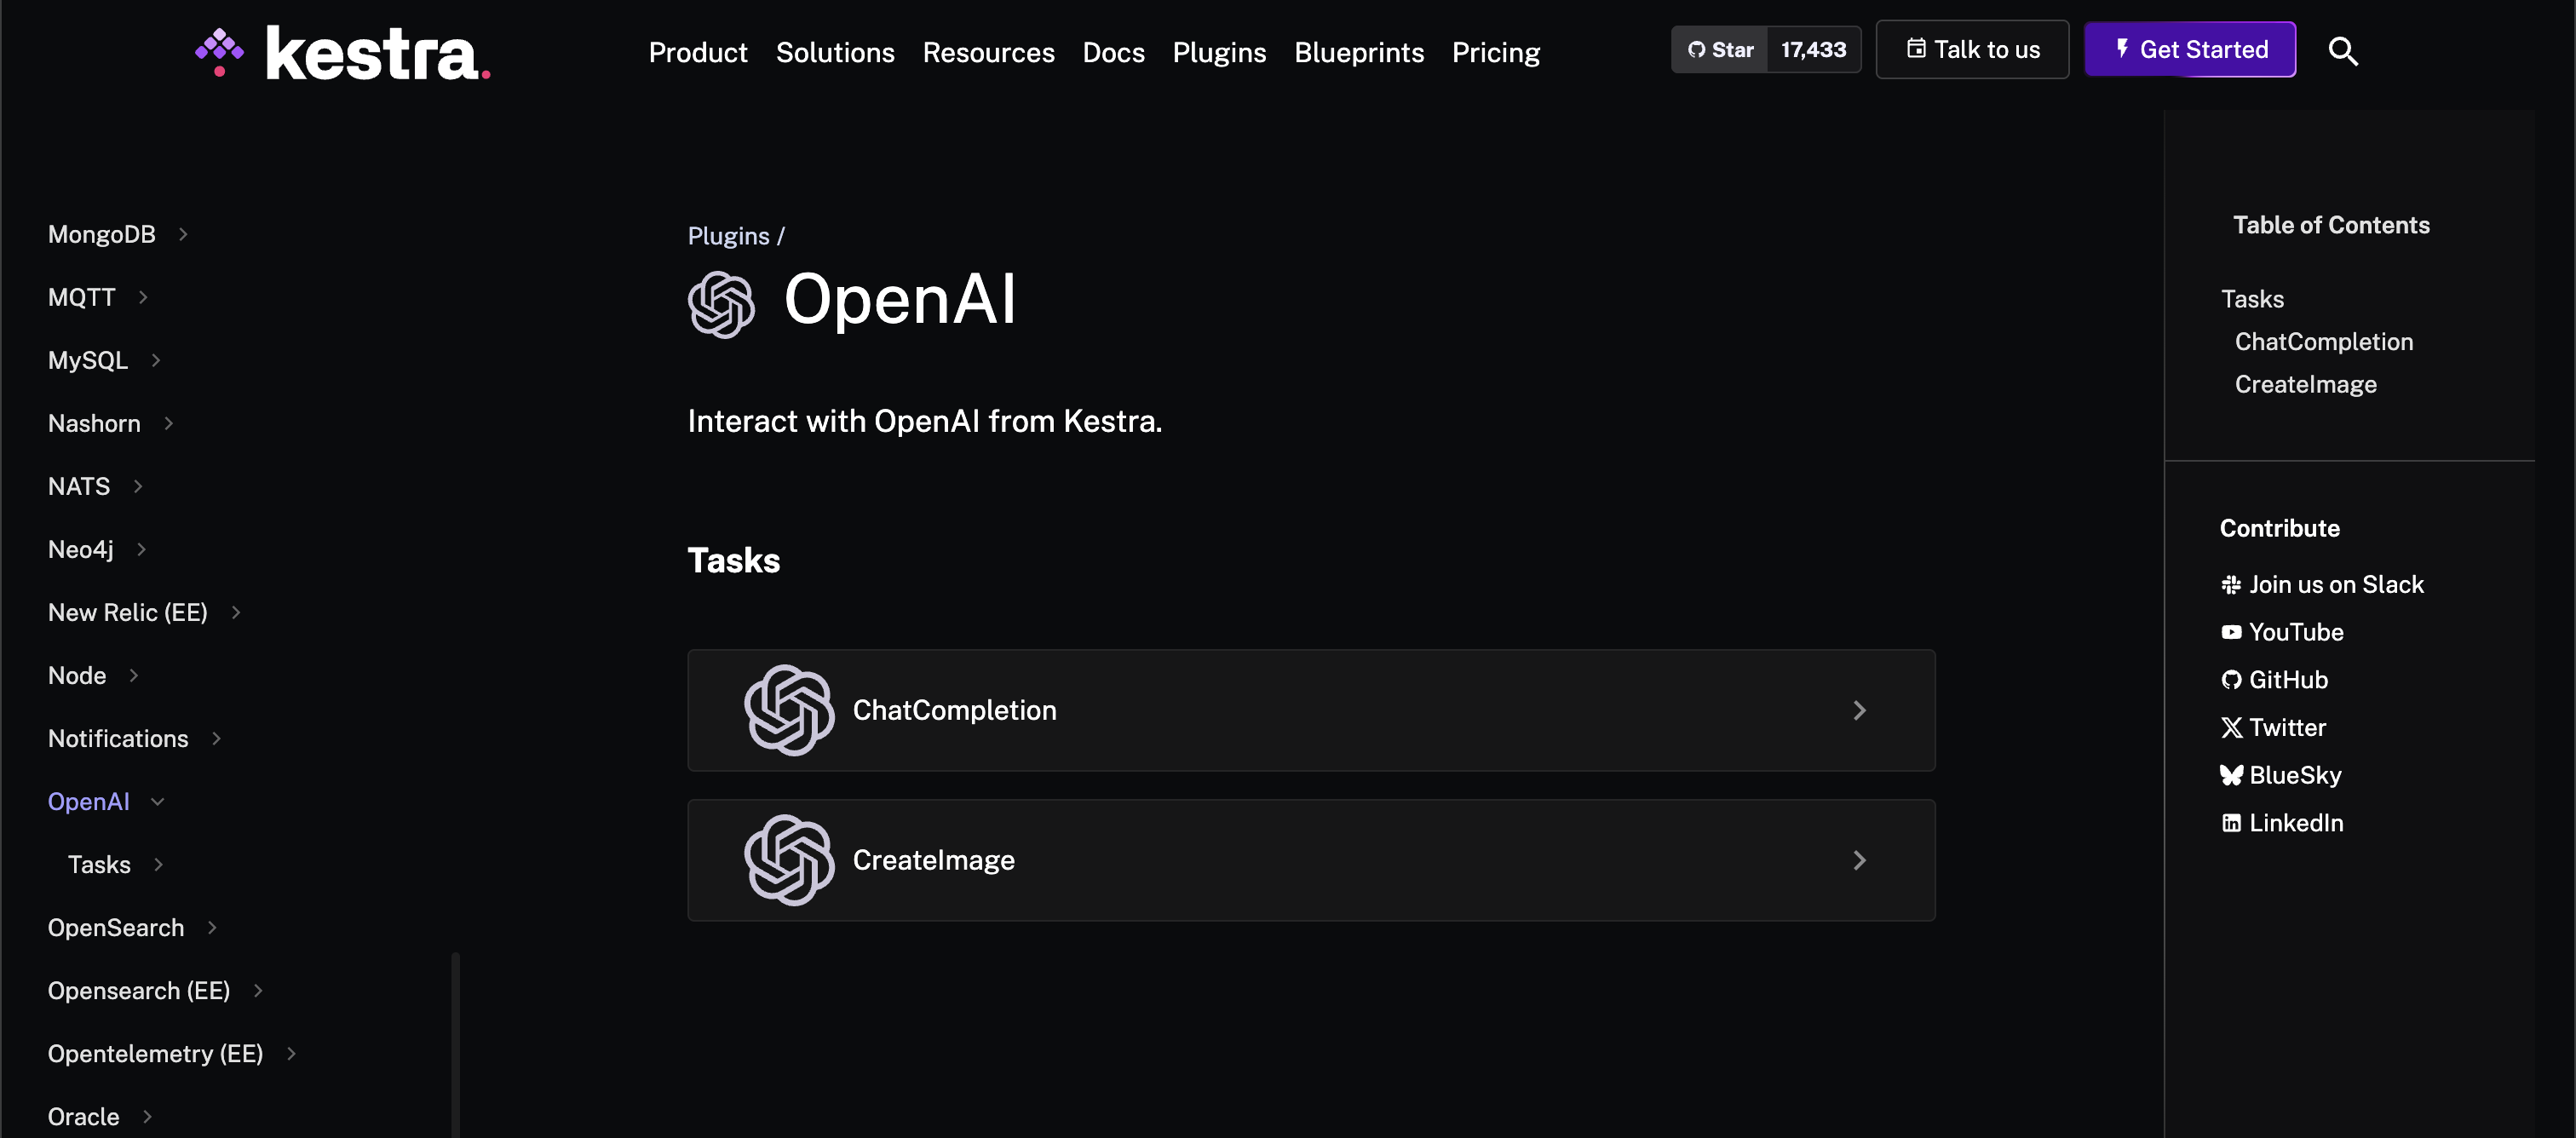 kestra.
Product Solutions Resources Docs Plugins Blueprints Pricing
Star 17,433
Talk to us
Get Started
MongoDB
MQTT
MySQL
Nashorn
NATS
Neo4j
New Relic (EE)
Node
Notifications
OpenAI
Tasks
OpenSearch
Opensearch (EE)
Opentelemetry (EE)
Oracle
Plugins /
OpenAI
Interact with OpenAI from Kestra.
Tasks
ChatCompletion
CreateImage
Table of Contents
Tasks
ChatCompletion
CreateImage
Contribute
Join us on Slack
YouTube
GitHub
Twitter
BlueSky
LinkedIn